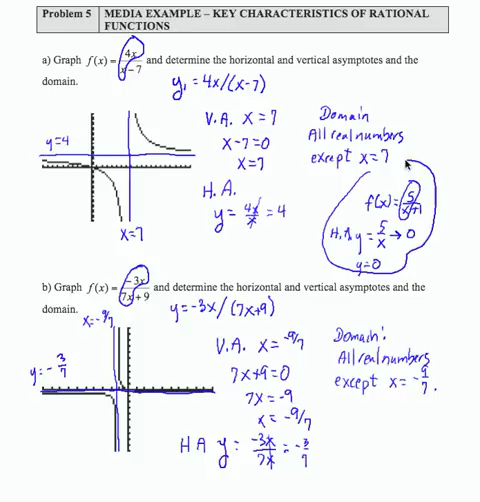 Problem 5 MEDIA EXAMPLE – KEY CHARACTERISTICS OF RATIONAL
FUNCTIONS
a) Graph f(x) = 4x/(x – 7) and determine the horizontal and vertical asymptotes and the
domain.
y₁ = 4x/(x-7)
y=4
x=7
V.A. x = 7
x-7=0
x=7
H.A.
y = 4x/x = 4
Domain
All real numbers
except x=7
f(x) = 5/(x+1)
H.A. y = 5/x → 0
y=0
b) Graph f(x) = -3x/(7x + 9) and determine the horizontal and vertical asymptotes and the
domain.
y = -3x/(7x+9)
x=-9/7
y=-3/7
V.A. x = -9/7
7x+9=0
7x = -9
x = -9/7
H A y = -3x/7x = -3/7
Domain:
All real numbers
except x = -9/7.